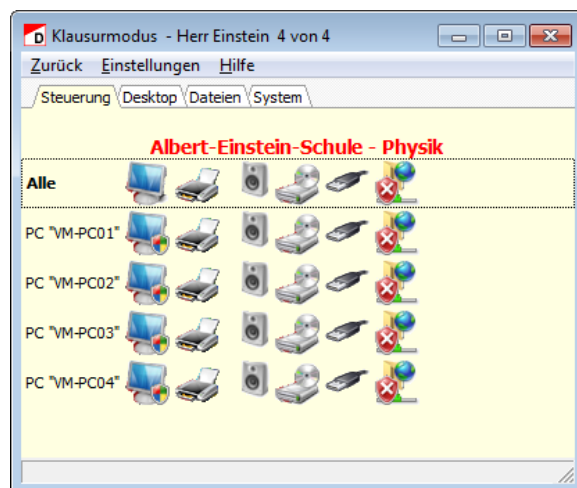 D Klausurmodus - Herr Einstein 4 von 4
Zurück Einstellungen Hilfe
Steuerung Desktop Dateien System
Albert-Einstein-Schule - Physik
Alle
PC "VM-PC01"
PC "VM-PC02"
PC "VM-PC03"
PC "VM-PC04"